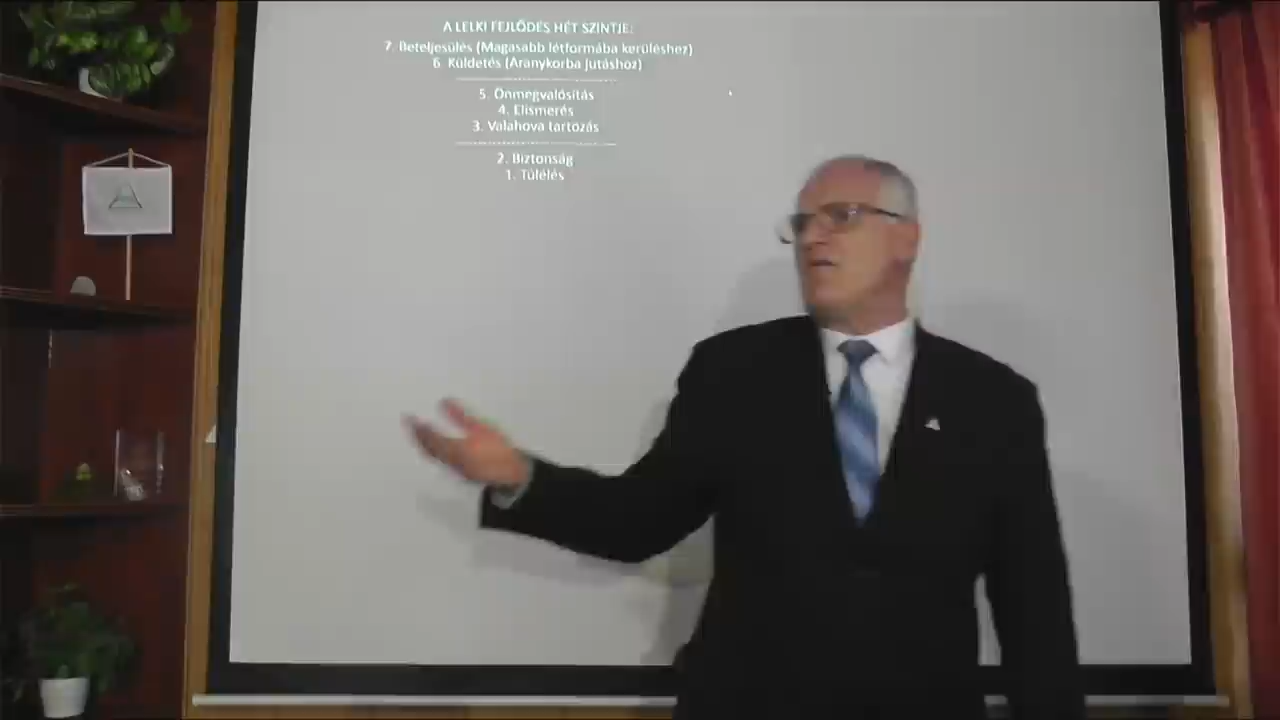 A LELKI FEJLŐDÉS HÉT SZINTJE:
7. Beteljesülés (Magasabb létformába kerüléshez)
6. Küldetés (Aranykorba jutáshoz)
5. Önmegvalósítás
4. Elismerés
3. Valahova tartozás
2. Biztonság
1. Túlélés